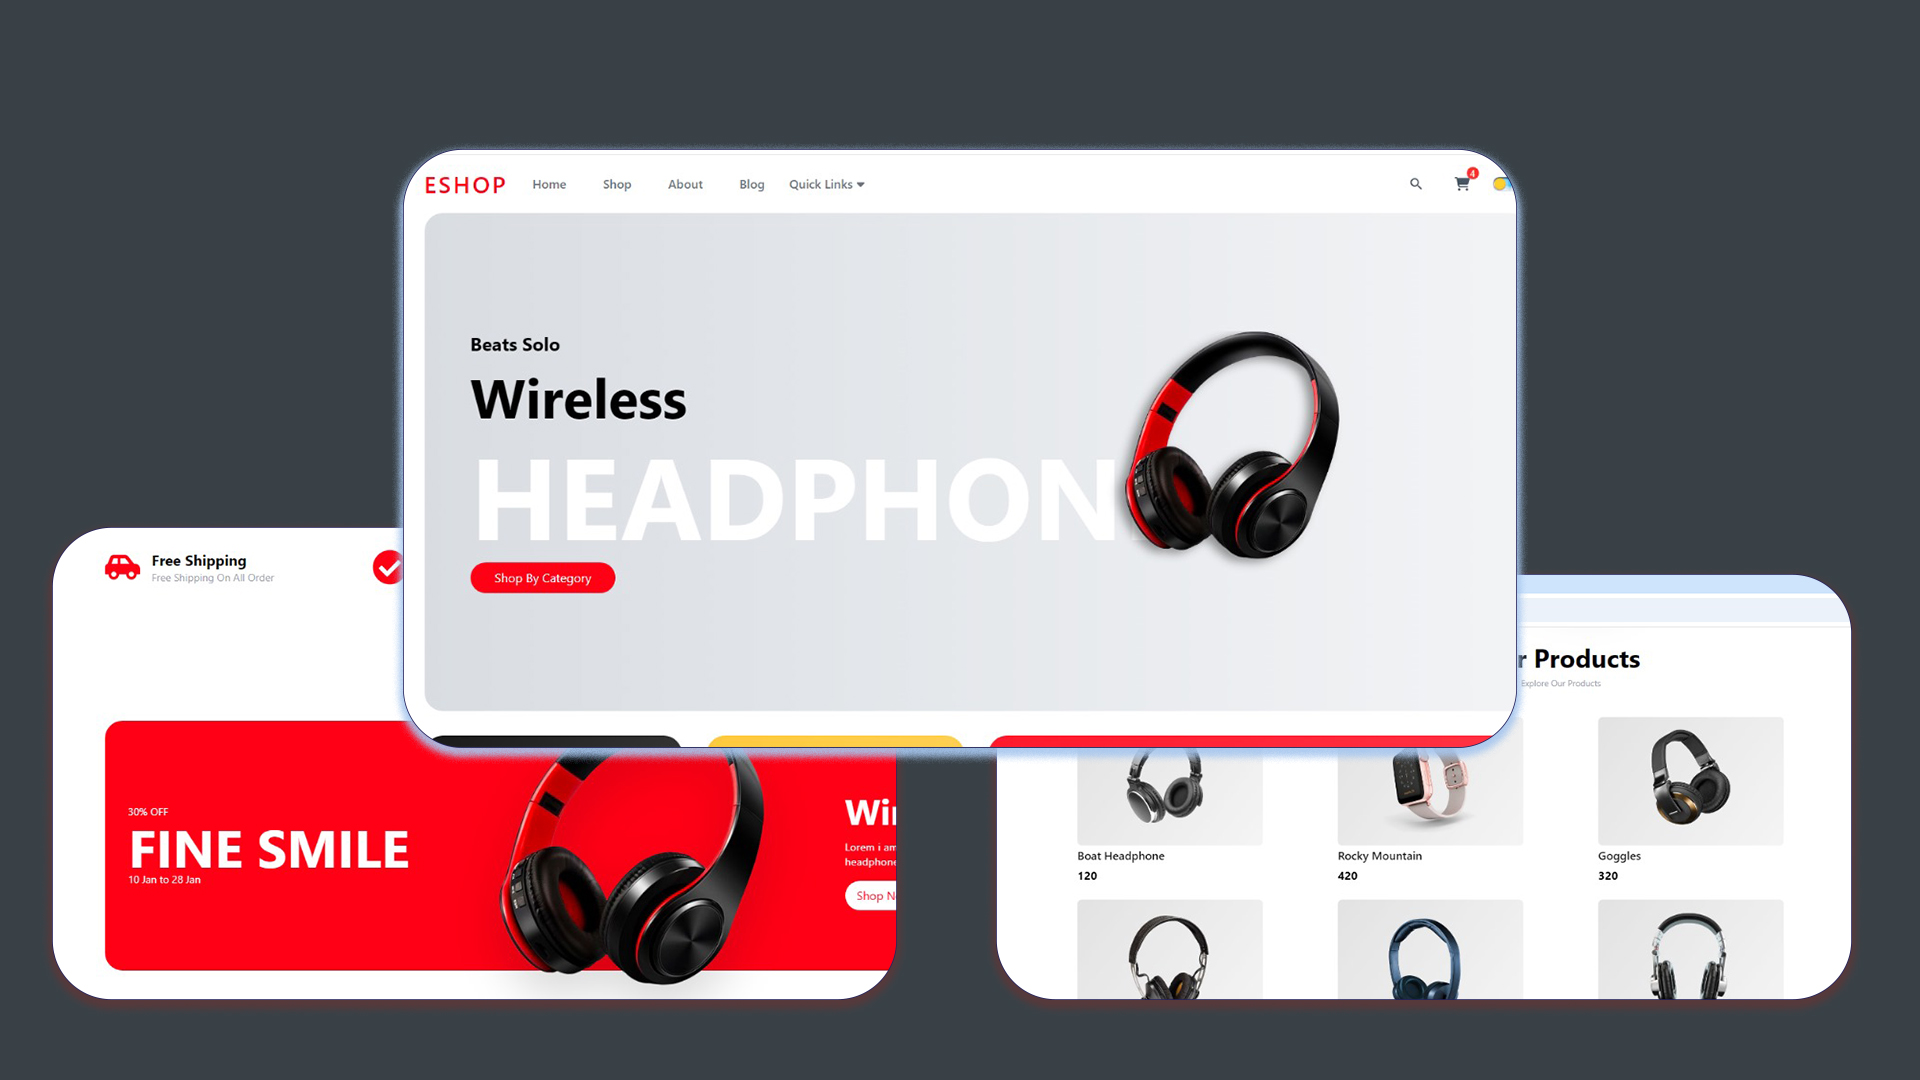 ESHOP Home Shop About Blog Quick Links 4
Beats Solo
Wireless
HEADPHON
Shop By Category
Free Shipping
Free Shipping On All Order
30% OFF
FINE SMILE
10 Jan to 28 Jan
Wir
Lorem i am
headphone
Shop N
r Products
Explore Our Products
Boat Headphone
120
Rocky Mountain
420
Goggles
320